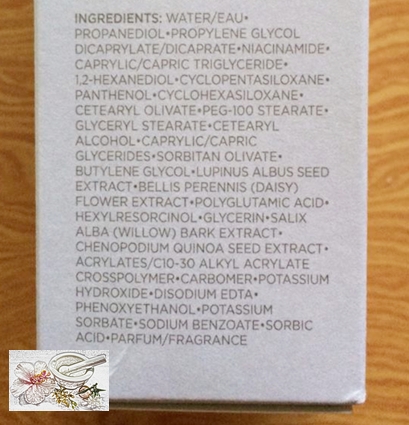 INGREDIENTS: WATER/EAU•
PROPANEDIOL•PROPYLENE GLYCOL
DICAPRYLATE/DICAPRATE•NIACINAMIDE•
CAPRYLIC/CAPRIC TRIGLYCERIDE•
1,2-HEXANEDIOL•CYCLOPENTASILOXANE•
PANTHENOL•CYCLOHEXASILOXANE•
CETEARYL OLIVATE•PEG-100 STEARATE•
GLYCERYL STEARATE•CETEARYL
ALCOHOL•CAPRYLIC/CAPRIC
GLYCERIDES•SORBITAN OLIVATE•
BUTYLENE GLYCOL•LUPINUS ALBUS SEED
EXTRACT•BELLIS PERENNIS (DAISY)
FLOWER EXTRACT•POLYGLUTAMIC ACID•
HEXYLRESORCINOL•GLYCERIN•SALIX
ALBA (WILLOW) BARK EXTRACT•
CHENOPODIUM QUINOA SEED EXTRACT•
ACRYLATES/C10-30 ALKYL ACRYLATE
CROSSPOLYMER•CARBOMER•POTASSIUM
HYDROXIDE•DISODIUM EDTA•
PHENOXYETHANOL•POTASSIUM
SORBATE•SODIUM BENZOATE•SORBIC
ACID•PARFUM/FRAGRANCE